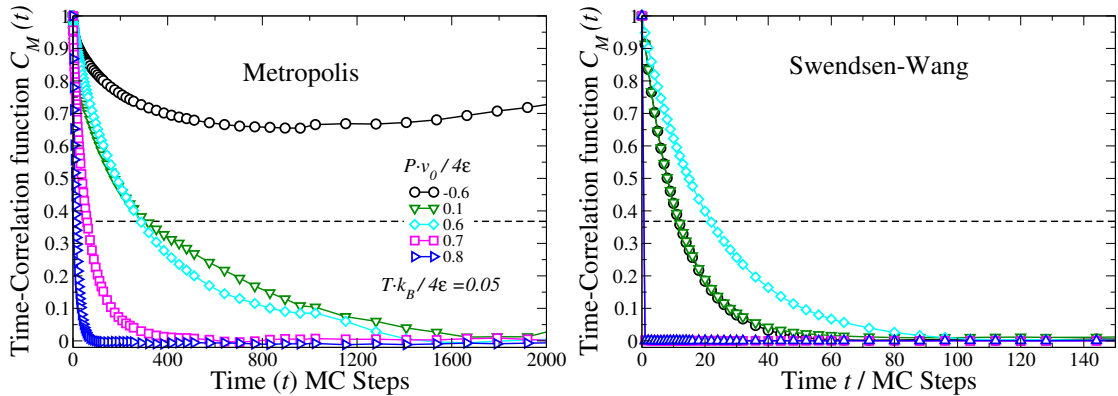 Time-Correlation function C_M (t)
1
0.9
0.8
0.7
0.6
0.5
0.4
0.3
0.2
0.1
0
Metropolis
P·v_0 / 4ε
-0.6
0.1
0.6
0.7
0.8
T·k_B / 4ε =0.05
0 400 800 1200 1600 2000
Time (t) MC Steps
Time-Correlation function C_M (t)
1
0.9
0.8
0.7
0.6
0.5
0.4
0.3
0.2
0.1
0
Swendsen-Wang
0 20 40 60 80 100 120 140
Time t / MC Steps